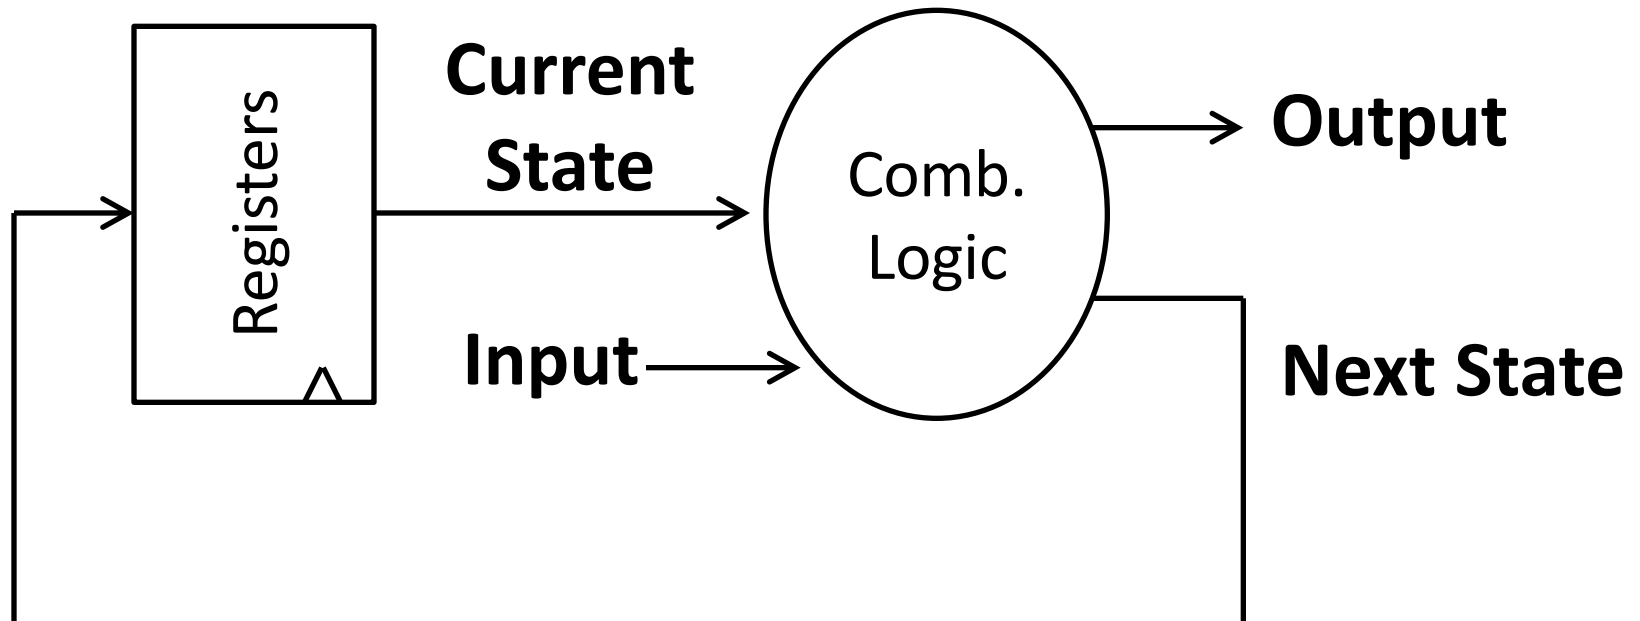 Registers
Current
State
Input
Comb.
Logic
Output
Next State